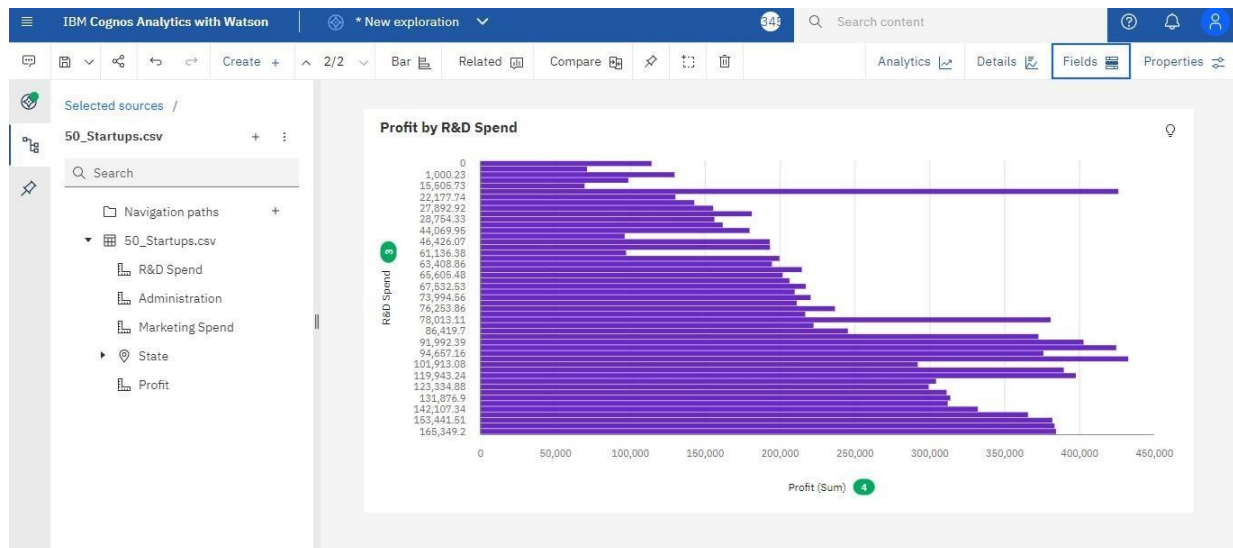 IBM Cognos Analytics with Watson
* New exploration
345
Search content
Create +
2/2
Bar
Related
Compare
Analytics
Details
Fields
Properties
Selected sources /
50_Startups.csv
Search
Navigation paths
50_Startups.csv
R&D Spend
Administration
Marketing Spend
State
Profit
Profit by R&D Spend
0
1,000.23
15,505.73
22,177.74
27,892.92
28,754.33
44,069.95
46,426.07
61,136.38
63,408.86
65,605.48
67,532.53
73,994.56
76,253.86
78,013.11
86,419.7
91,992.39
94,657.16
101,913.08
119,943.24
123,334.88
131,876.9
142,107.34
153,441.51
165,349.2
R&D Spend
3
0
50,000
100,000
150,000
200,000
250,000
300,000
350,000
400,000
450,000
Profit (Sum) 4